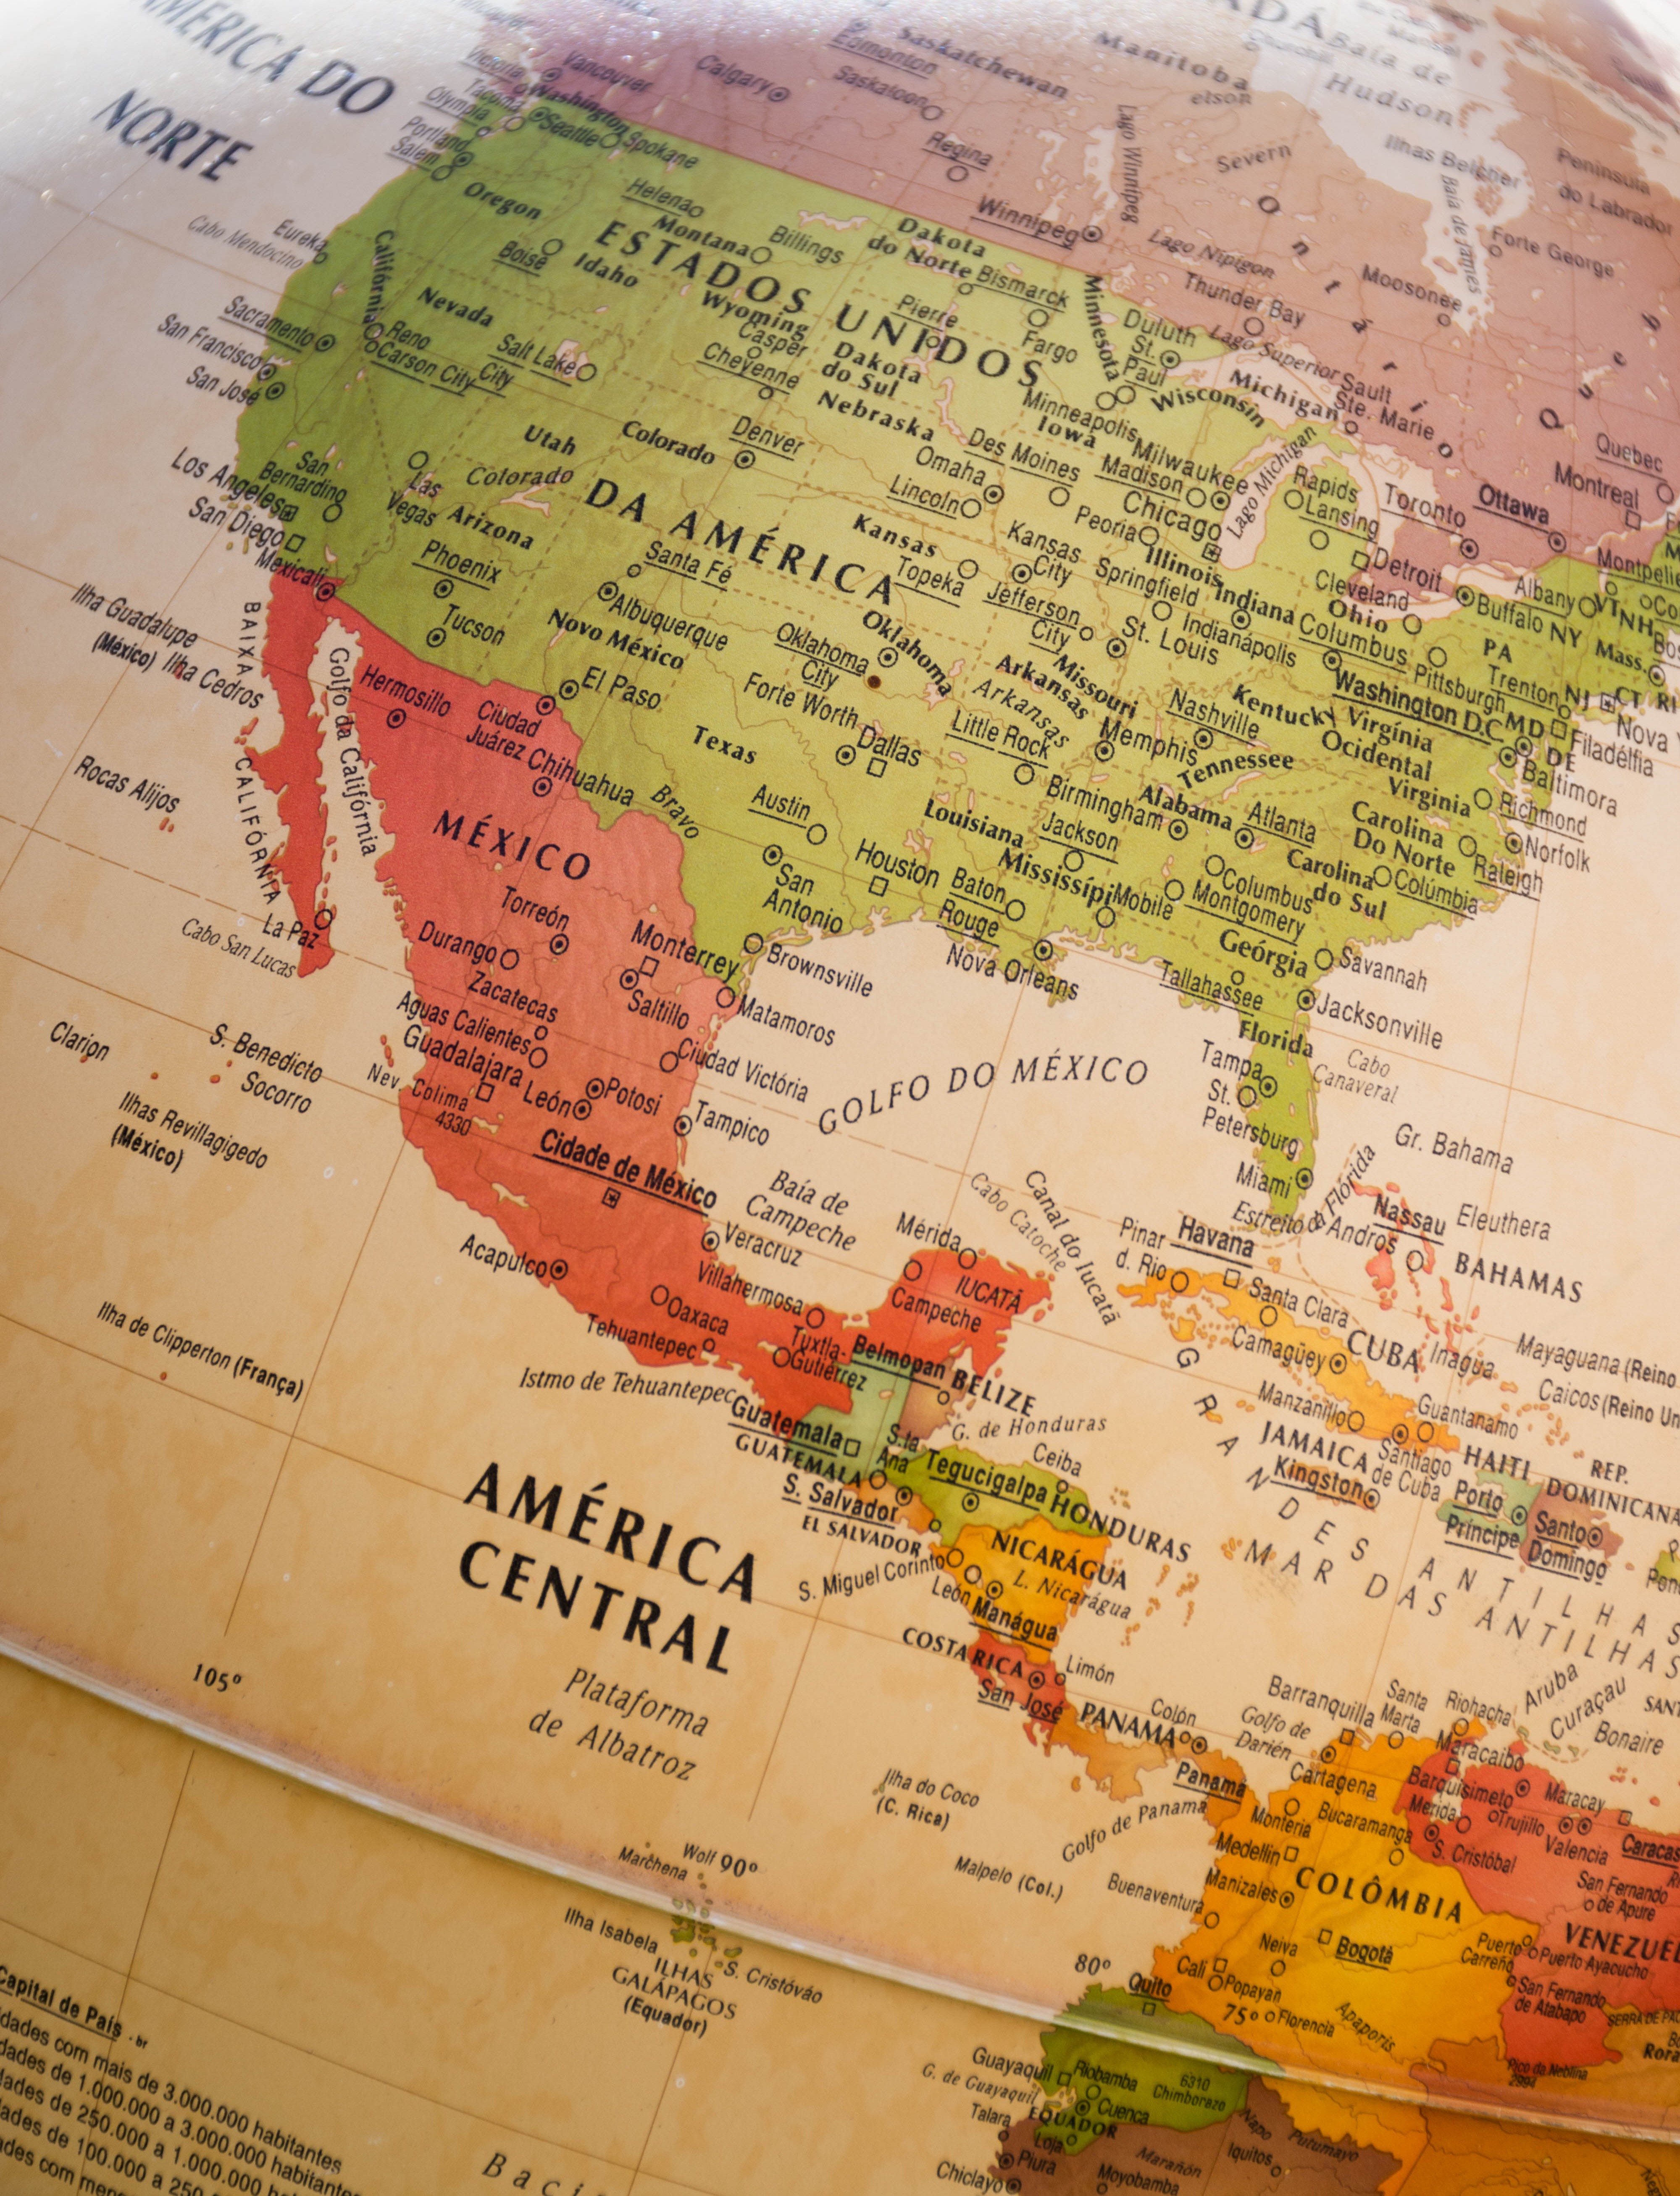 AMÉRICA DO
NORTE
Vancouver
Victoria
Washington
Tacoma
Olympia
Seattle
Spokane
Portland
Salem
Calgary
Edmonton
Saskatoon
Saskatchewan
Manitoba
Baía de
Hudson
Regina
Winnipeg
Lago Winnipeg
Severn
Ilhas Belcher
Baía de James
Península
do Labrador
Forte George
Lago Nipigon
Thunder Bay
Moosonee
Ontário
Lago Superior
Sault
Ste. Marie
Quebec
Montreal
Ottawa
Toronto
Oregon
Helena
Montana
Billings
Boise
Idaho
Dakota
do Norte
Bismarck
Eureka
Cabo Mendocino
Califórnia
Nevada
ESTADOS UNIDOS
DA AMÉRICA
Wyoming
Casper
Cheyenne
Pierre
Fargo
Minnesota
Duluth
St.
Paul
Dakota
do Sul
Sacramento
San Francisco
San José
Reno
Carson City
Salt Lake
City
Nebraska
Minneapolis
Iowa
Wisconsin
Michigan
Lago Michigan
Utah
Colorado
Denver
Colorado
Des Moines
Omaha
Lincoln
Milwaukee
Madison
Chicago
Peoria
Rapids
Lansing
Detroit
Los Angeles
San
Bernardino
San Diego
Las
Vegas
Arizona
Phoenix
Tucson
Mexicali
Santa Fé
Albuquerque
Novo México
El Paso
Kansas
Topeka
Kansas
City
Jefferson
City
Springfield
Illinois
Indiana
Indianápolis
St. Louis
Cleveland
Ohio
Columbus
Buffalo
Albany
Montpelier
VT
NH
NY
Mass.
PA
Pittsburgh
Trenton
NJ
CT
RI
Washington D.C.
MD
DE
Filadélfia
Baltimora
Oklahoma
City
Oklahoma
Arkansas
Arkansas
Missouri
Forte Worth
Dallas
Little Rock
Memphis
Nashville
Kentucky
Tennessee
Virgínia
Ocidental
Virginia
Richmond
Norfolk
Texas
Austin
Houston
San
Antonio
Bravo
Louisiana
Jackson
Birmingham
Alabama
Atlanta
Carolina
Do Norte
Raleigh
Carolina
do Sul
Colúmbia
Mississípi
Mobile
Columbus
Montgomery
Baton
Rouge
Nova Orleans
Geórgia
Savannah
Tallahassee
Jacksonville
Florida
Tampa
St.
Petersburg
Miami
Cabo
Canaveral
Brownsville
Matamoros
BAIXA CALIFÓRNIA
Golfo da Califórnia
Ilha Guadalupe
(México)
Ilha Cedros
Rocas Alijos
Hermosillo
Ciudad
Juárez
Chihuahua
MÉXICO
La Paz
Cabo San Lucas
Torreón
Durango
Monterrey
Saltillo
Zacatecas
Aguas Calientes
Guadalajara
Ciudad Victória
Nev. Colima
4330
León
Potosi
Tampico
Clarion
S. Benedicto
Socorro
Ilhas Revillagigedo
(México)
GOLFO DO MÉXICO
Cidade de México
Baía de
Campeche
Veracruz
Acapulco
Villahermosa
Oaxaca
Tehuantepec
Tuxtla-
Gutiérrez
Mérida
IUCATÃ
Campeche
Cabo Catoche
Canal do Iucatã
Ilha de Clipperton (França)
Istmo de Tehuantepec
Pinar
d. Rio
Havana
Estreito da Flórida
Gr. Bahama
Nassau
Eleuthera
Andros
BAHAMAS
Santa Clara
Camagüey
CUBA
Inagua
Mayaguana (Reino
Caicos (Reino Un
Manzanillo
Guantanamo
Santiago
de Cuba
JAMAICA
Kingston
HAITI
Porto
Príncipe
REP.
DOMINICANA
Santo
Domingo
GRANDES ANTILHAS
MAR DAS ANTILHAS
Belmopan
BELIZE
G. de Honduras
Guatemala
GUATEMALA
S.ta
Ana
Tegucigalpa
Ceiba
HONDURAS
S. Salvador
EL SALVADOR
S. Miguel
Corinto
NICARÁGUA
L. Nicarágua
León
Manágua
COSTA RICA
Limón
San José
AMÉRICA
CENTRAL
Plataforma
de Albatroz
105º
PANAMÁ
Colón
Panamá
Golfo de
Darién
Golfo de Panamá
Ilha do Coco
(C. Rica)
Malpelo (Col.)
Barranquilla
Santa
Marta
Riohacha
Aruba
Curaçau
Bonaire
Maracaibo
Cartagena
Barquisimeto
Maracay
Mérida
Trujillo
Valencia
Caracas
S. Cristóbal
Montería
Bucaramanga
Medellín
Manizales
Buenaventura
COLÔMBIA
San Fernando
de Apure
VENEZUEL
Bogotá
Neiva
Cali
Popayan
Puerto
Carreño
Puerto Ayacucho
San Fernando
de Atabapo
75º
Florencia
Apaporis
SERRA DE PAC
Pico da Neblina
2994
Marchena
Wolf
90º
Ilha Isabela
S. Cristóvão
ILHAS
GALÁPAGOS
(Equador)
80º
Quito
Guayaquil
Riobamba
6310
Chimborazo
G. de Guayaquil
Talara
EQUADOR
Cuenca
Loja
Piura
Chiclayo
Marañón
Moyobamba
Napo
Iquitos
Putumayo
Capital de País
dades com mais de 3.000.000 habitantes
dades de 1.000.000 a 3.000.000 habitantes
dades de 250.000 a 1.000.000
dades de 100.000 a 250
Baci